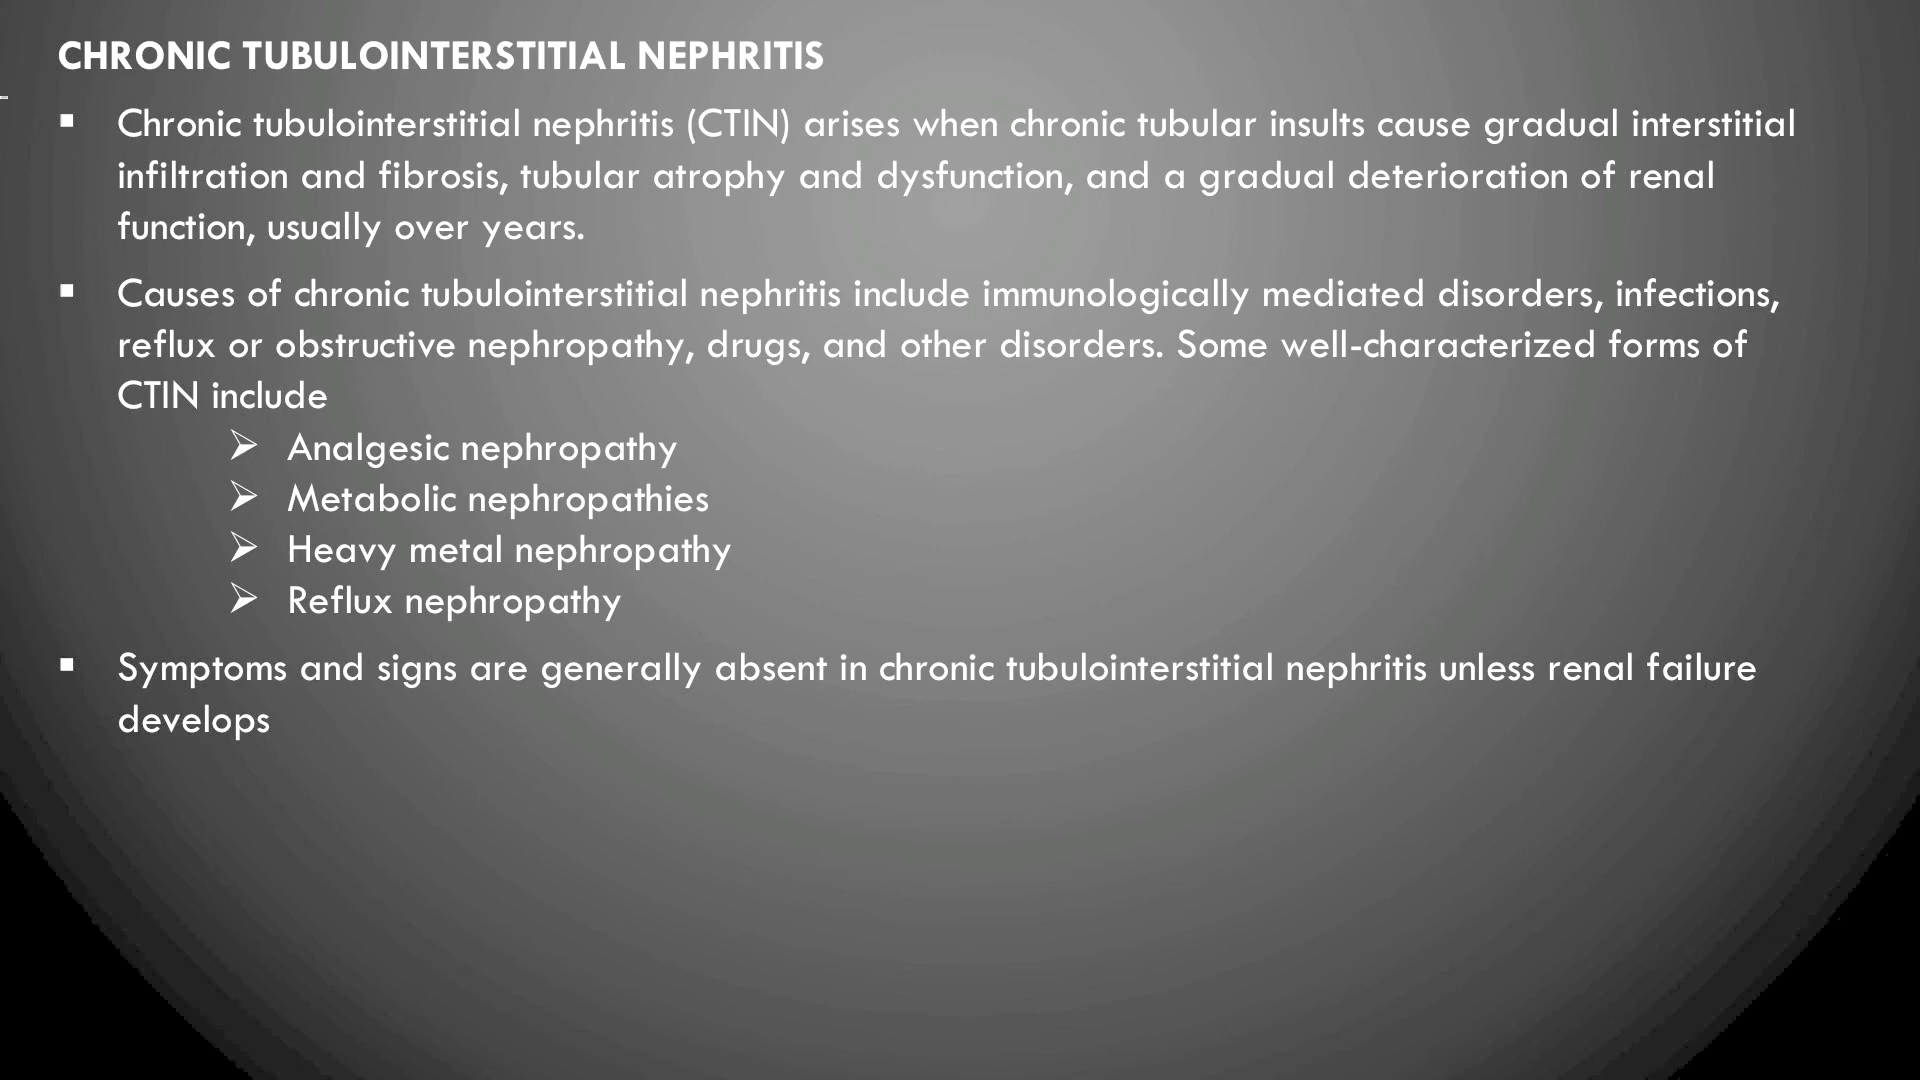 CHRONIC TUBULOINTERSTITIAL NEPHRITIS
▪ Chronic tubulointerstitial nephritis (CTIN) arises when chronic tubular insults cause gradual interstitial
infiltration and fibrosis, tubular atrophy and dysfunction, and a gradual deterioration of renal
function, usually over years.
▪ Causes of chronic tubulointerstitial nephritis include immunologically mediated disorders, infections,
reflux or obstructive nephropathy, drugs, and other disorders. Some well-characterized forms of
CTIN include
➢ Analgesic nephropathy
➢ Metabolic nephropathies
➢ Heavy metal nephropathy
➢ Reflux nephropathy
▪ Symptoms and signs are generally absent in chronic tubulointerstitial nephritis unless renal failure
develops